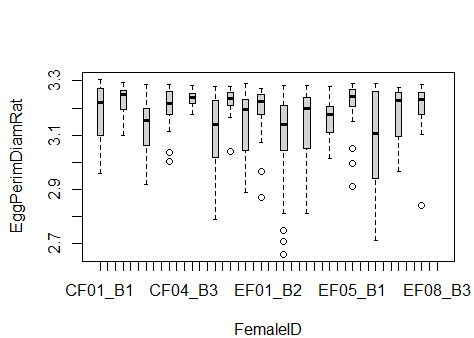 EggPerimDiamRat
3.3
3.1
2.9
2.7
CF01_B1 CF04_B3 EF01_B2 EF05_B1 EF08_B3
FemaleID